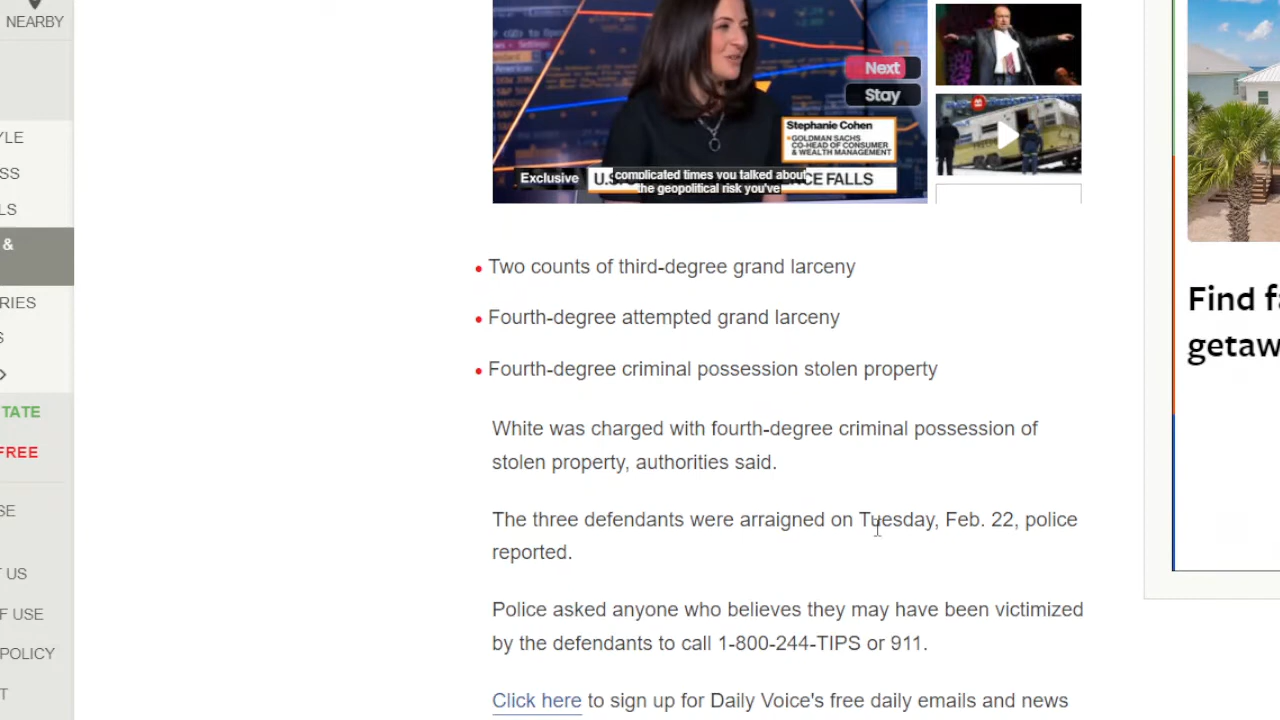 NEARBY
YLE
SS
LS
&
RIES
S
TATE
FREE
SE
T US
F USE
POLICY
T
Next
Stay
Stephanie Cohen
GOLDMAN SACHS
CO-HEAD OF CONSUMER
& WEALTH MANAGEMENT
complicated times you talked about
the geopolitical risk you've
Exclusive
U.S
CE FALLS
• Two counts of third-degree grand larceny
• Fourth-degree attempted grand larceny
• Fourth-degree criminal possession stolen property
White was charged with fourth-degree criminal possession of
stolen property, authorities said.
The three defendants were arraigned on Tuesday, Feb. 22, police
reported.
Police asked anyone who believes they may have been victimized
by the defendants to call 1-800-244-TIPS or 911.
Click here to sign up for Daily Voice's free daily emails and news
Find fa
getaw